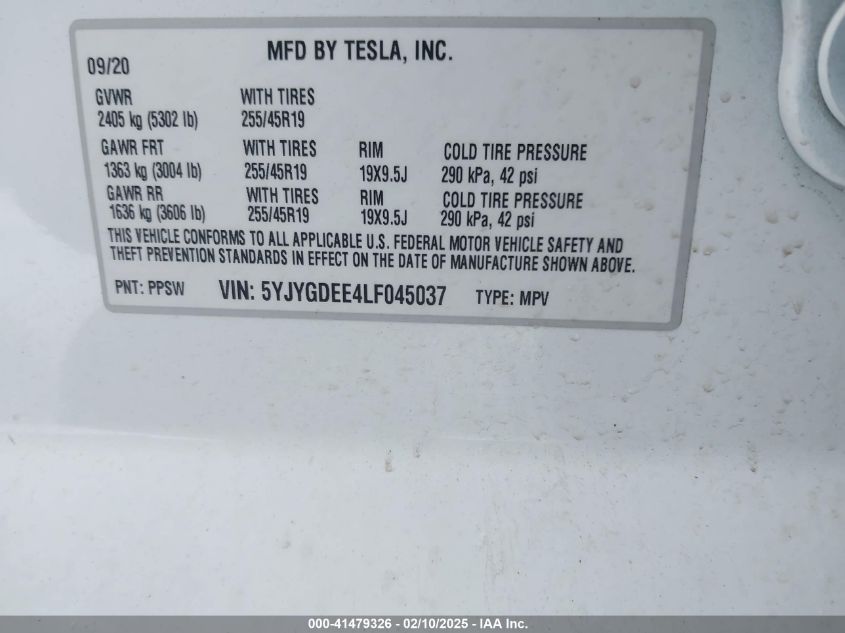 MFD BY TESLA, INC.
09/20
GVWR WITH TIRES
2405 kg (5302 lb) 255/45R19
GAWR FRT WITH TIRES RIM COLD TIRE PRESSURE
1363 kg (3004 lb) 255/45R19 19X9.5J 290 kPa, 42 psi
GAWR RR WITH TIRES RIM COLD TIRE PRESSURE
1636 kg (3606 lb) 255/45R19 19X9.5J 290 kPa, 42 psi
THIS VEHICLE CONFORMS TO ALL APPLICABLE U.S. FEDERAL MOTOR VEHICLE SAFETY AND
THEFT PREVENTION STANDARDS IN EFFECT ON THE DATE OF MANUFACTURE SHOWN ABOVE.
PNT: PPSW VIN: 5YJYGDEE4LF045037 TYPE: MPV
000-41479326 - 02/10/2025 - IAA Inc.